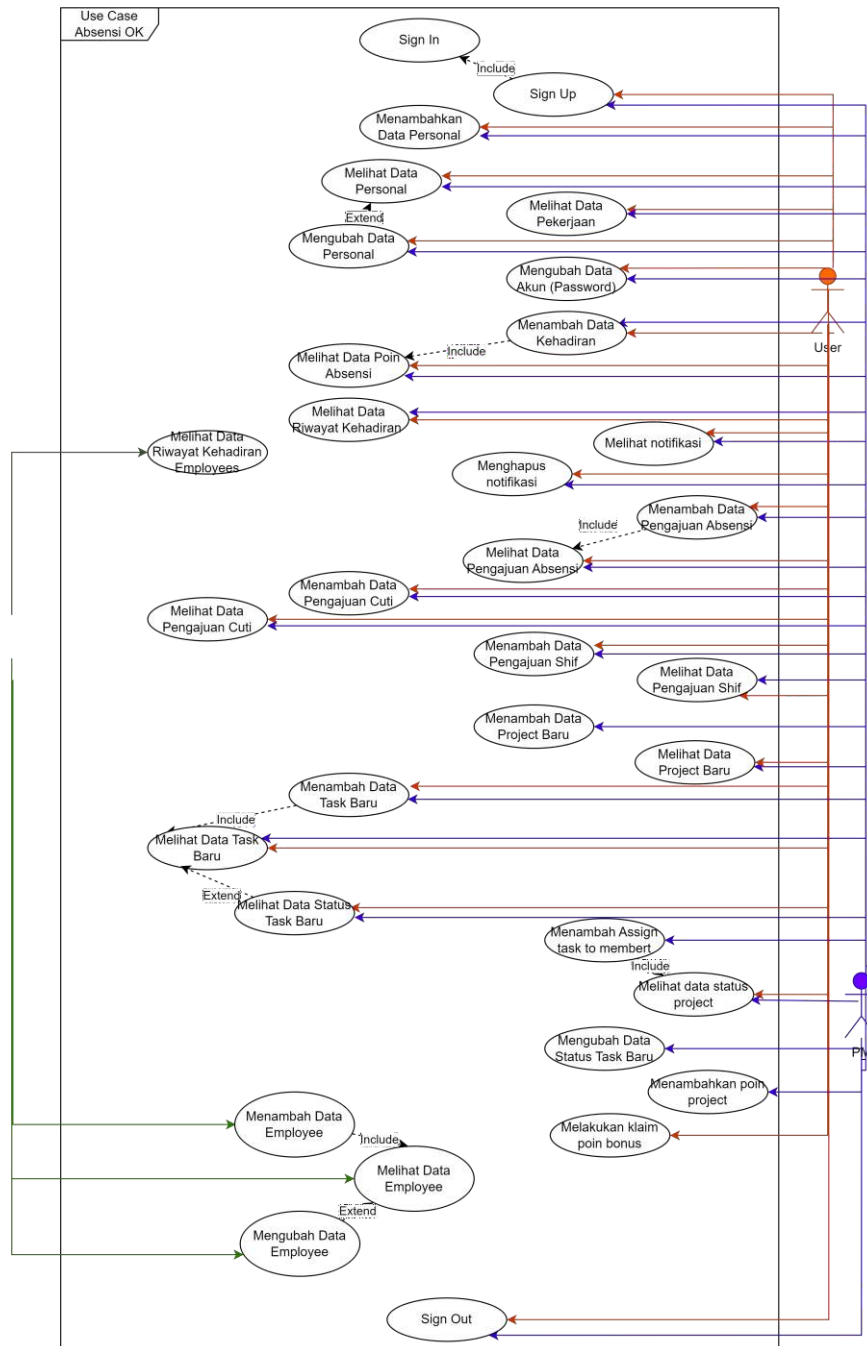 Use Case
Absensi OK
Sign In
Include
Sign Up
Menambahkan
Data Personal
Melihat Data
Personal
Extend
Melihat Data
Pekerjaan
Mengubah Data
Personal
Mengubah Data
Akun (Password)
Menambah Data
Kehadiran
User
Include
Melihat Data Poin
Absensi
Melihat Data
Riwayat Kehadiran
Melihat Data
Riwayat Kehadiran
Employees
Melihat notifikasi
Menghapus
notifikasi
Menambah Data
Pengajuan Absensi
Include
Melihat Data
Pengajuan Absensi
Menambah Data
Pengajuan Cuti
Melihat Data
Pengajuan Cuti
Menambah Data
Pengajuan Shif
Melihat Data
Pengajuan Shif
Menambah Data
Project Baru
Melihat Data
Project Baru
Menambah Data
Task Baru
Include
Melihat Data Task
Baru
Extend
Melihat Data Status
Task Baru
Menambah Assign
task to membert
Include
Melihat data status
project
Mengubah Data
Status Task Baru
PM
Menambahkan poin
project
Menambah Data
Employee
Melakukan klaim
poin bonus
Include
Melihat Data
Employee
Extend
Mengubah Data
Employee
Sign Out